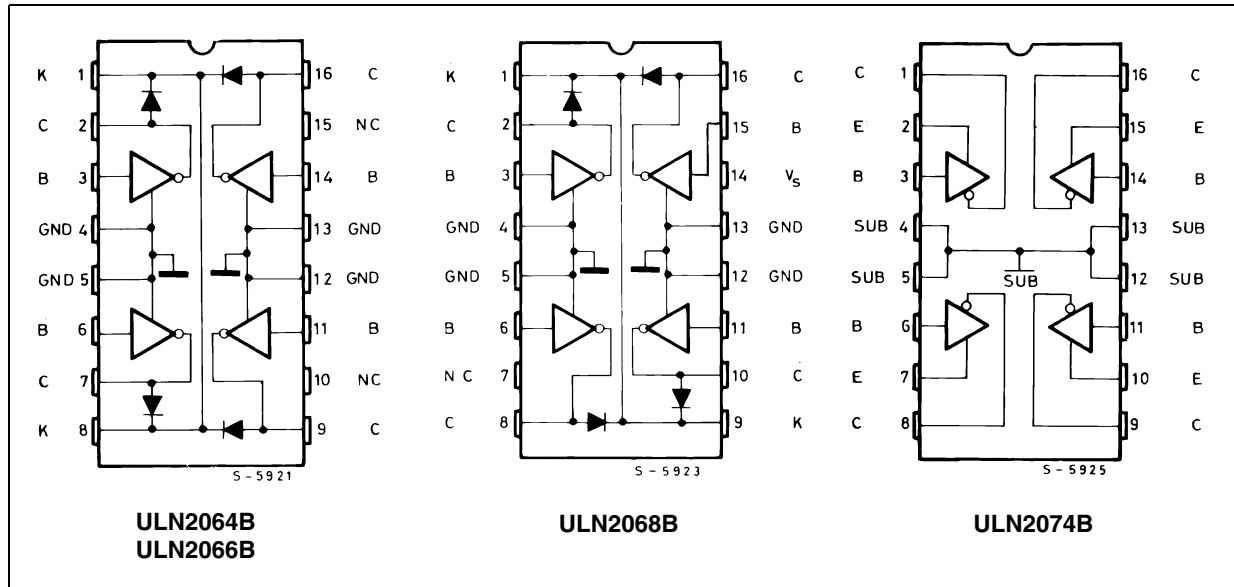 K 1 16 C
C 2 15 NC
B 3 14 B
GND 4 13 GND
GND 5 12 GND
B 6 11 B
C 7 10 NC
K 8 9 C
S-5921
ULN2064B
ULN2066B
K 1 16 C
C 2 15 B
B 3 14 VS
GND 4 13 GND
GND 5 12 GND
B 6 11 B
NC 7 10 C
C 8 9 K
S-5923
ULN2068B
C 1 16 C
E 2 15 E
B 3 14 B
SUB 4 13 SUB
SUB 5 SUB 12 SUB
B 6 11 B
E 7 10 E
C 8 9 C
S-5925
ULN2074B